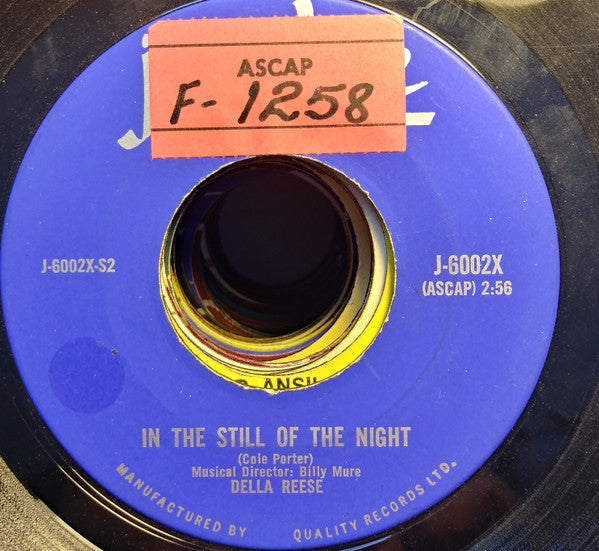 ASCAP
F-1258
J-6002X-S2
J-6002X
(ASCAP) 2:56
IN THE STILL OF THE NIGHT
(Cole Porter)
Musical Director: Billy Mure
DELLA REESE
MANUFACTURED BY QUALITY RECORDS LTD.